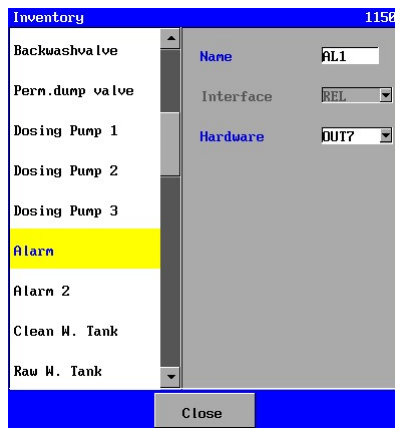 Inventory 1150
Backwashvalve
Perm.dump valve
Dosing Pump 1
Dosing Pump 2
Dosing Pump 3
Alarm
Alarm 2
Clean W. Tank
Raw W. Tank
Name AL1
Interface REL
Hardware OUT7
Close